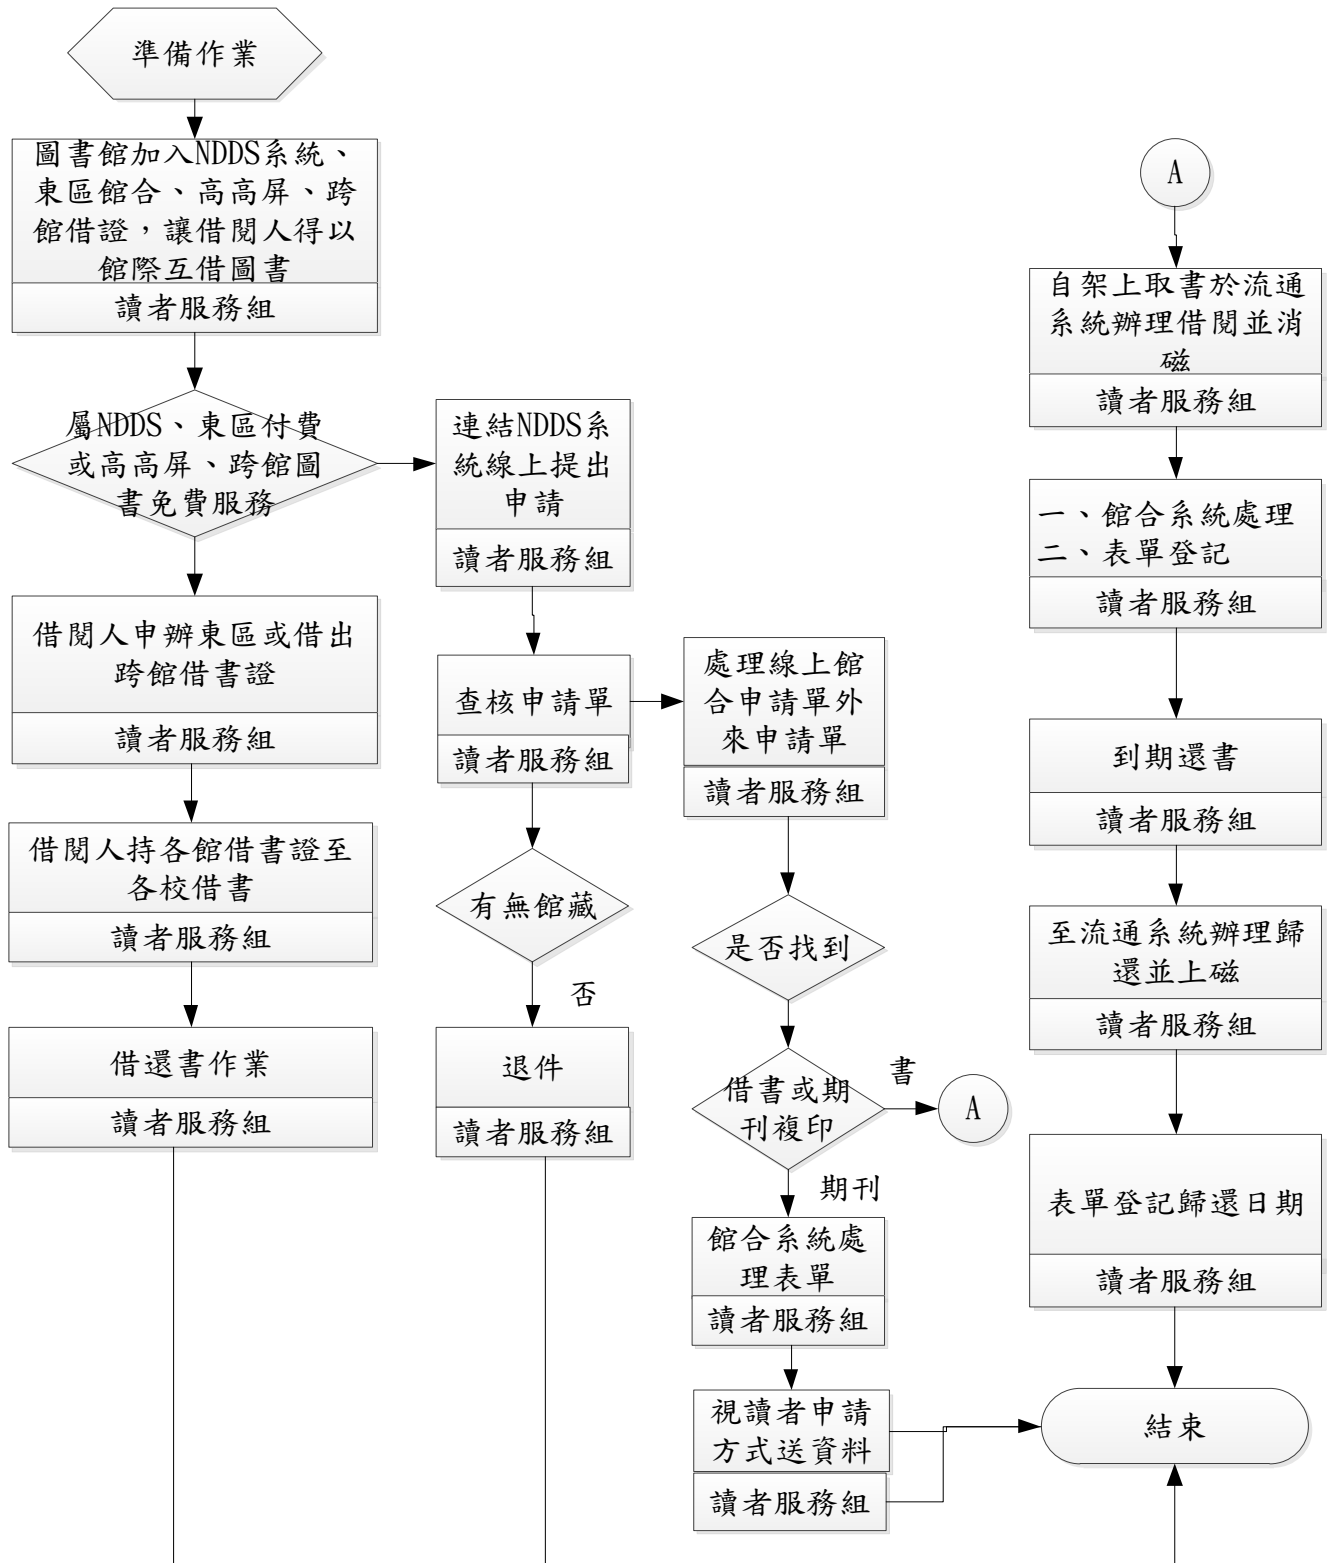 準備作業
圖書館加入NDDS系統、
東區館合、高高屏、跨
館借證，讓借閱人得以
館際互借圖書
讀者服務組
屬NDDS、東區付費
或高高屏、跨館圖
書免費服務
借閱人申辦東區或借出
跨館借書證
讀者服務組
借閱人持各館借書證至
各校借書
讀者服務組
借還書作業
讀者服務組
連結NDDS系
統線上提出
申請
讀者服務組
查核申請單
讀者服務組
有無館藏
否
退件
讀者服務組
處理線上館
合申請單外
來申請單
讀者服務組
是否找到
借書或期
刊複印
書
A
期刊
館合系統處
理表單
讀者服務組
視讀者申請
方式送資料
讀者服務組
A
自架上取書於流通
系統辦理借閱並消
磁
讀者服務組
一、館合系統處理
二、表單登記
讀者服務組
到期還書
讀者服務組
至流通系統辦理歸
還並上磁
讀者服務組
表單登記歸還日期
讀者服務組
結束